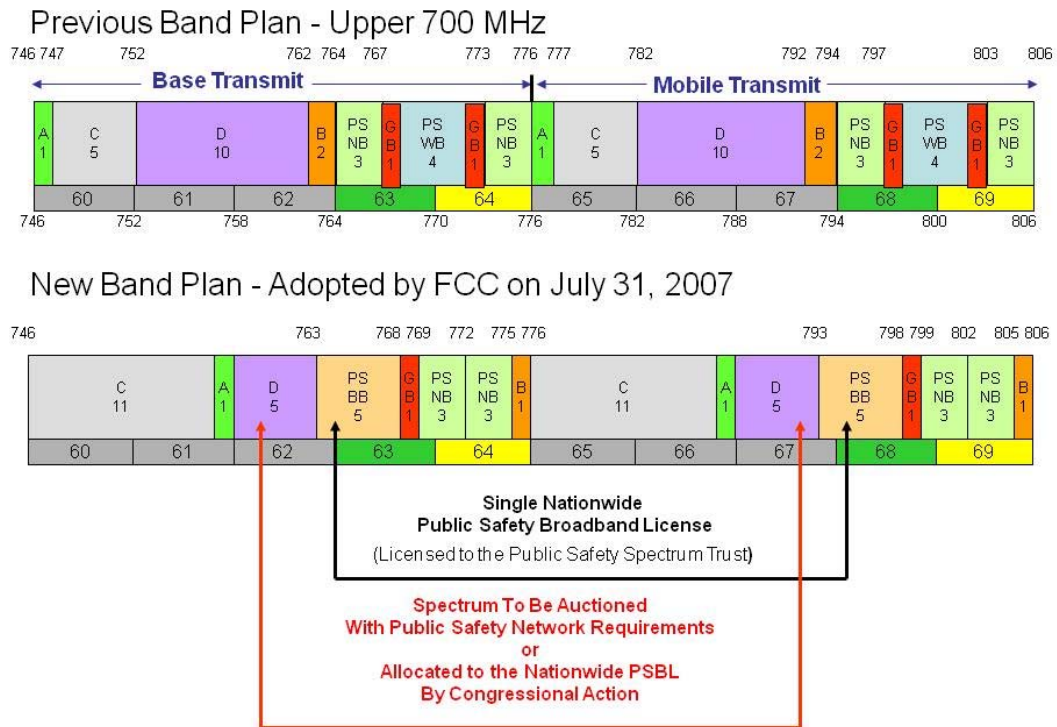 Previous Band Plan - Upper 700 MHz
746 747 752 762 764 767 773 776 777 782 792 794 797 803 806
Base Transmit Mobile Transmit
A 1 C 5 D 10 B 2 PS NB 3 GB1 PS WB 4 GB1 PS NB 3 A 1 C 5 D 10 B 2 PS NB 3 GB1 PS WB 4 GB1 PS NB 3
60 61 62 63 64 65 66 67 68 69
746 752 758 764 770 776 782 788 794 800 806
New Band Plan - Adopted by FCC on July 31, 2007
746 763 768 769 772 775 776 793 798 799 802 805 806
C 11 A 1 D 5 PS BB 5 GB1 PS NB 3 PS NB 3 B 1 C 11 A 1 D 5 PS BB 5 GB1 PS NB 3 PS NB 3 B 1
60 61 62 63 64 65 66 67 68 69
Single Nationwide
Public Safety Broadband License
(Licensed to the Public Safety Spectrum Trust)
Spectrum To Be Auctioned
With Public Safety Network Requirements
or
Allocated to the Nationwide PSBL
By Congressional Action